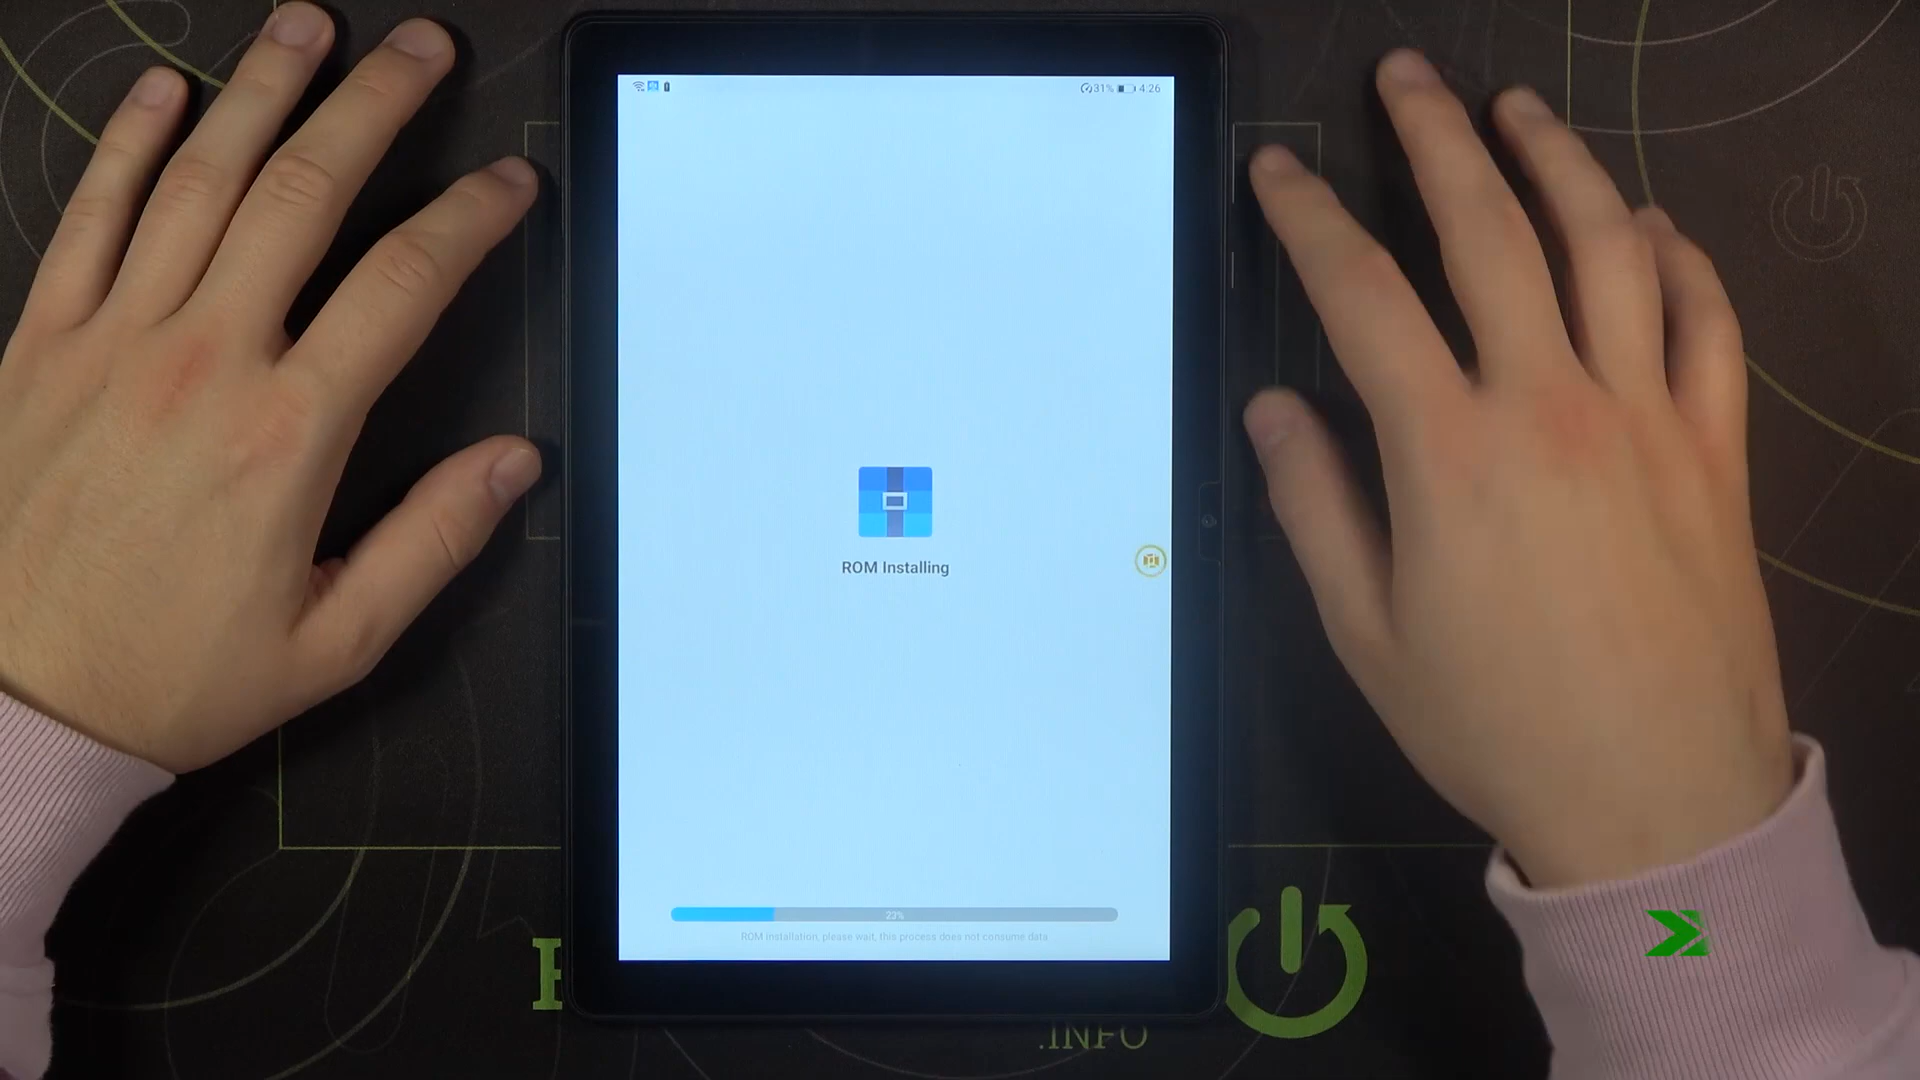 31% 4:26
ROM Installing
23%
ROM installation, please wait, this process does not consume data
.INFO